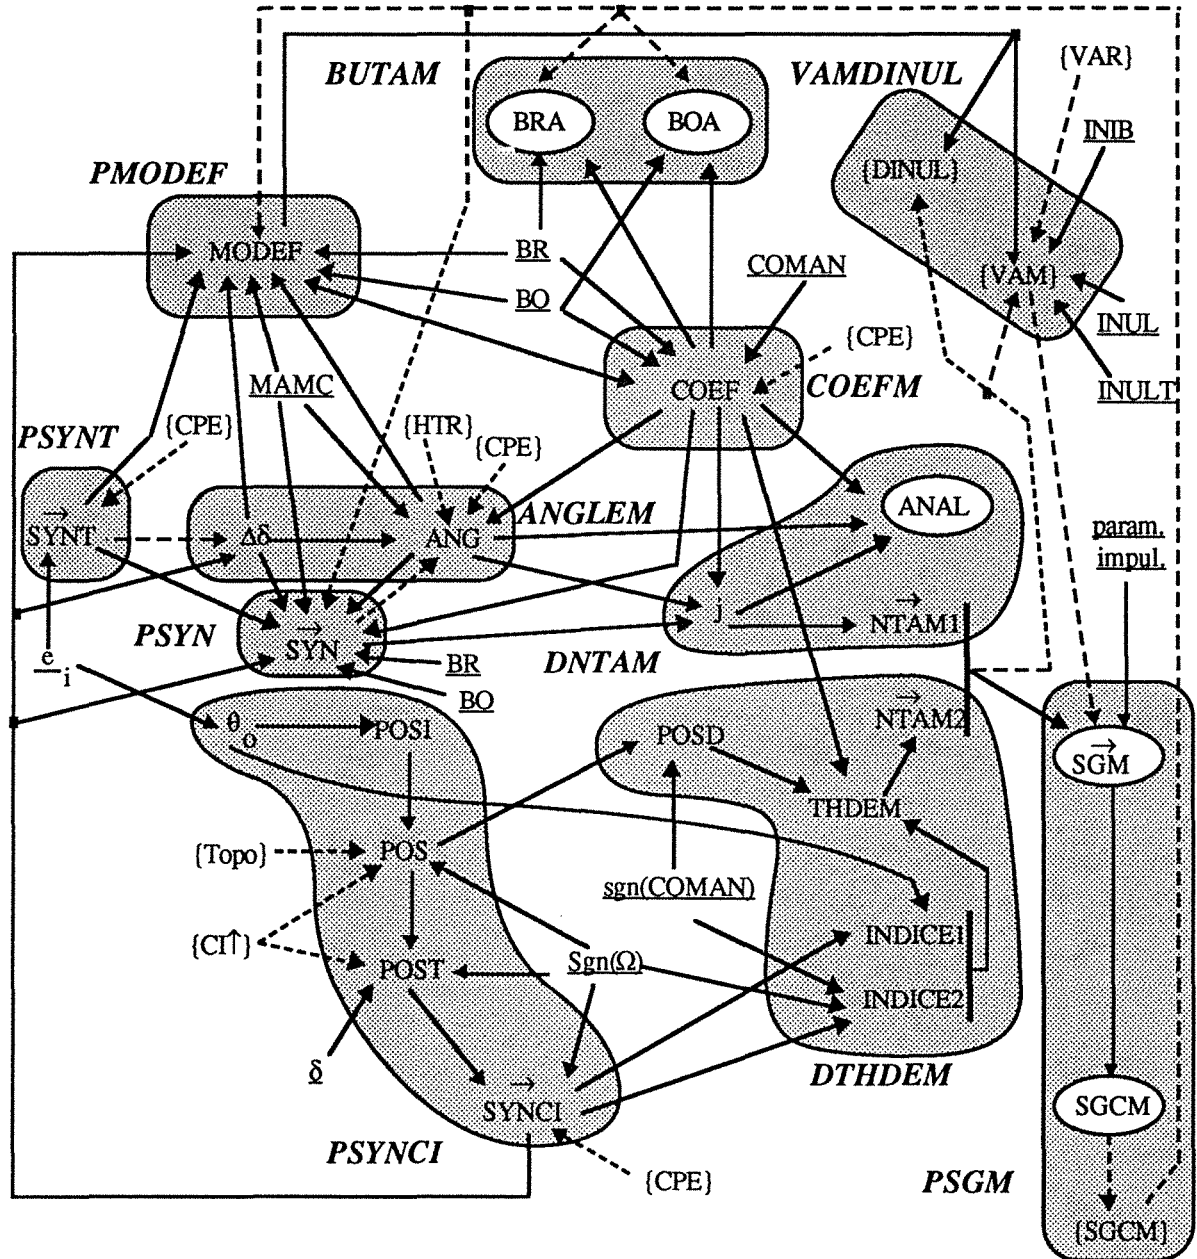 BUTAM
VAMDINUL
{VAR}
BRA
BOA
INIB
PMODEF
{DINUL}
MODEF
BR
COMAN
{VAM}
BO
INUL
{CPE}
MAMC
COEF
COEFM
INULT
PSYNT
{CPE}
{HTR}
{CPE}
ANAL
ANGLEM
SYNT
Δδ
ANG
param.
impul.
PSYN
j
NTAM1
SYN
e i
BR
DNTAM
BO
θo
POSI
POSD
NTAM2
SGM
THDEM
{Topo}
POS
sgn(COMAN)
INDICE1
{CI↑}
POST
Sgn(Ω)
INDICE2
δ
DTHDEM
SYNCI
SGCM
PSYNCI
{CPE}
PSGM
{SGCM}